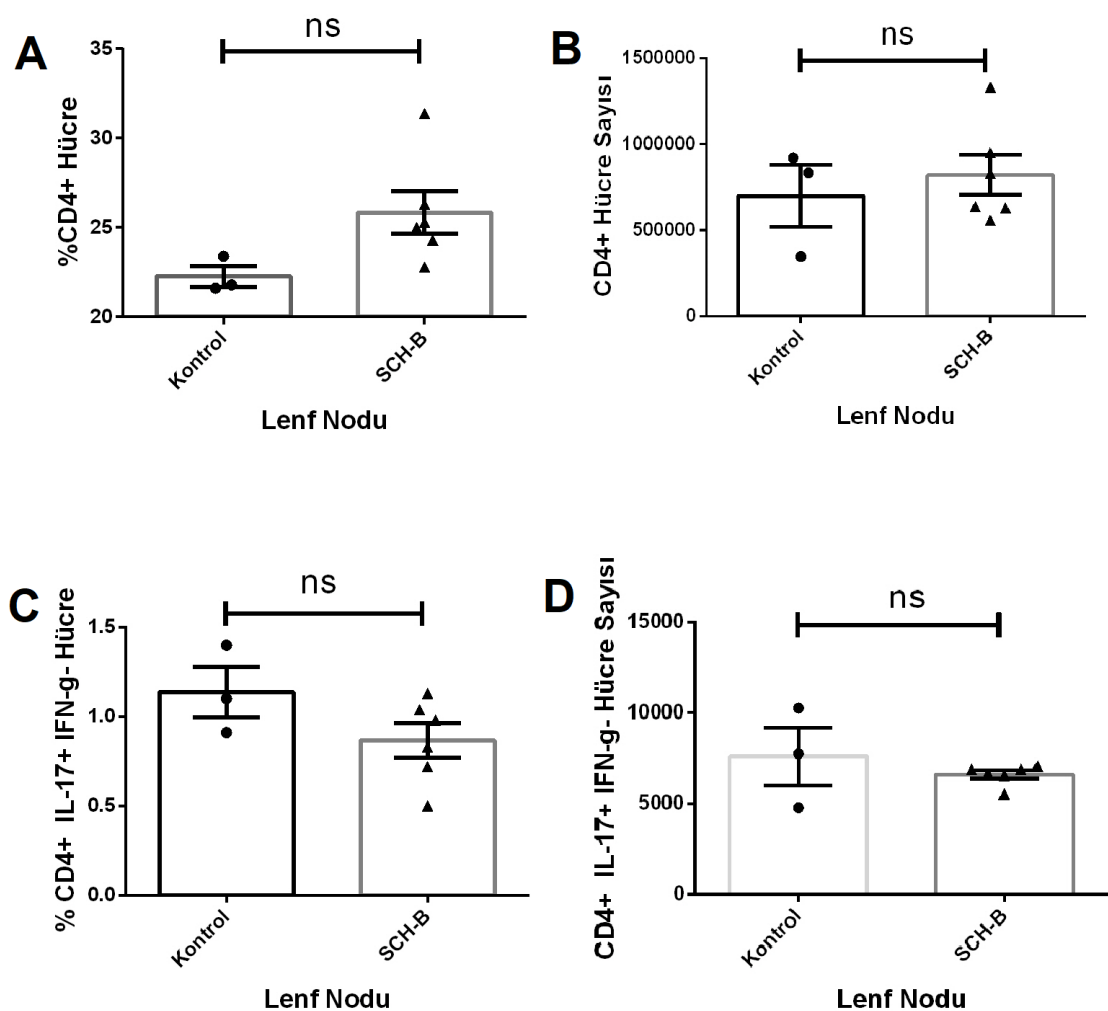 A
ns
35
30
25
20
%CD4+ Hücre
Kontrol
SCH-B
Lenf Nodu
B
ns
1500000
1000000
500000
0
CD4+ Hücre Sayısı
Kontrol
SCH-B
Lenf Nodu
C
ns
1.5
1.0
0.5
0.0
% CD4+ IL-17+ IFN-g- Hücre
Kontrol
SCH-B
Lenf Nodu
D
ns
15000
10000
5000
0
CD4+ IL-17+ IFN-g- Hücre Sayısı
Kontrol
SCH-B
Lenf Nodu